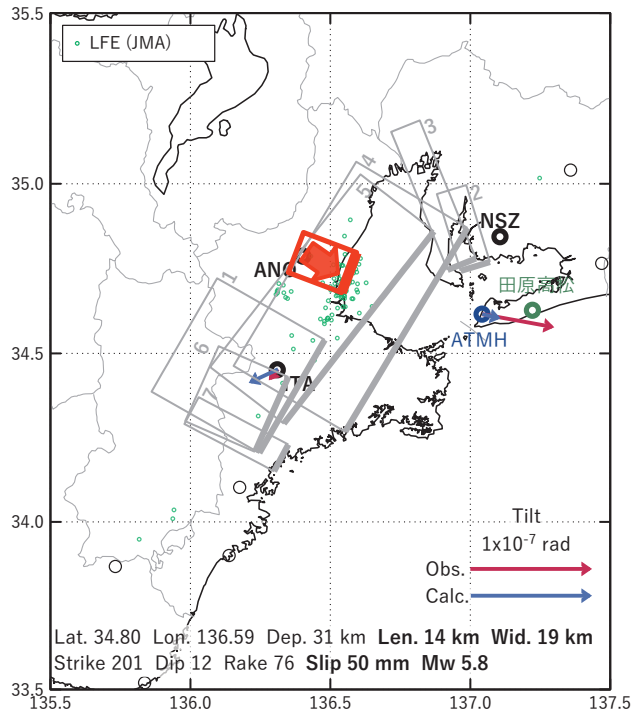 35.5
LFE (JMA)
3
35.0
4
5
2
NSZ
ANO
田原高松
1
ATMH
6
34.5
7
34.0
Tilt
1x10-7 rad
Obs.
Calc.
Lat. 34.80 Lon. 136.59 Dep. 31 km Len. 14 km Wid. 19 km
Strike 201 Dip 12 Rake 76 Slip 50 mm Mw 5.8
33.5
135.5 136.0 136.5 137.0 137.5